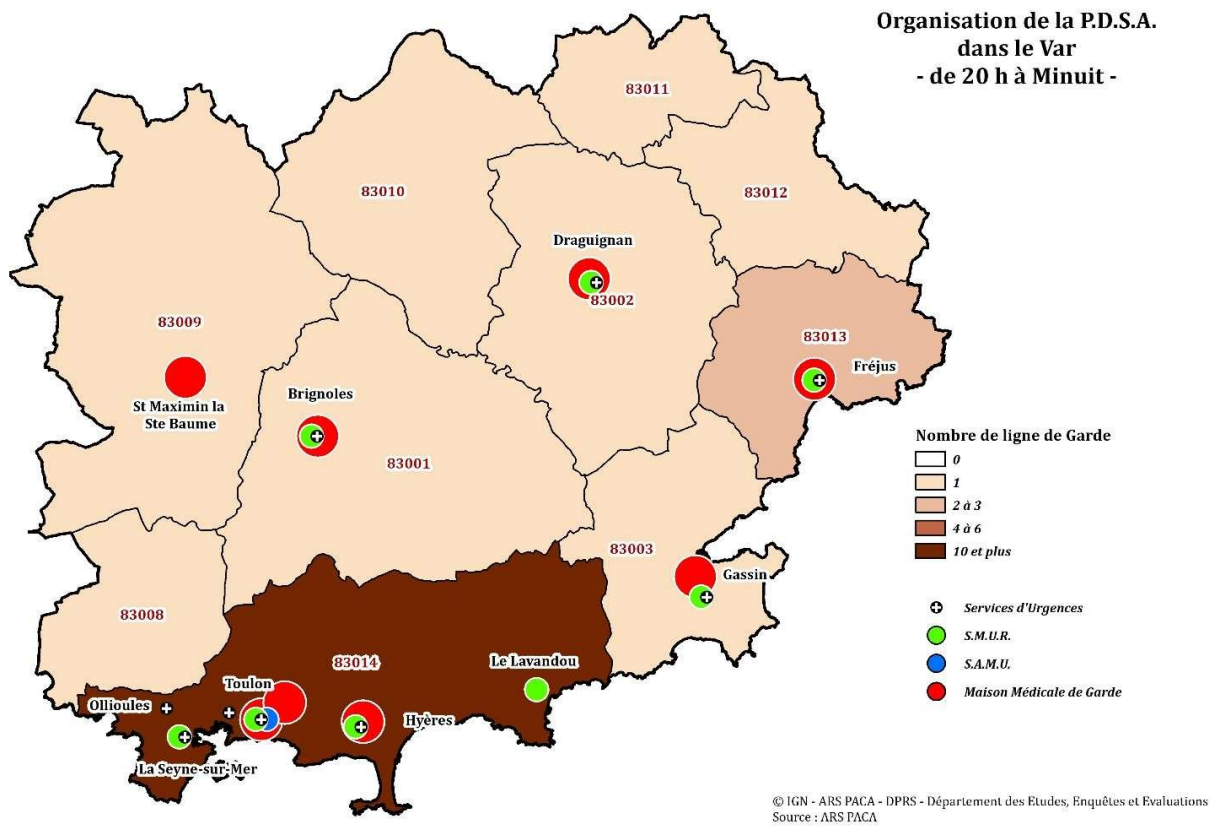 Organisation de la P.D.S.A.
dans le Var
- de 20 h à Minuit -
83011
83010
83012
Draguignan
83002
83009
83013
Fréjus
St Maximin la
Ste Baume
Brignoles
83001
Nombre de ligne de Garde
0
1
2 à 3
4 à 6
10 et plus
83003
Gassin
83008
Services d'Urgences
S.M.U.R.
S.A.M.U.
Maison Médicale de Garde
83014
Le Lavandou
Toulon
Ollioules
Hyères
La Seyne-sur-Mer
© IGN - ARS PACA - DPRS - Département des Etudes, Enquêtes et Evaluations
Source : ARS PACA